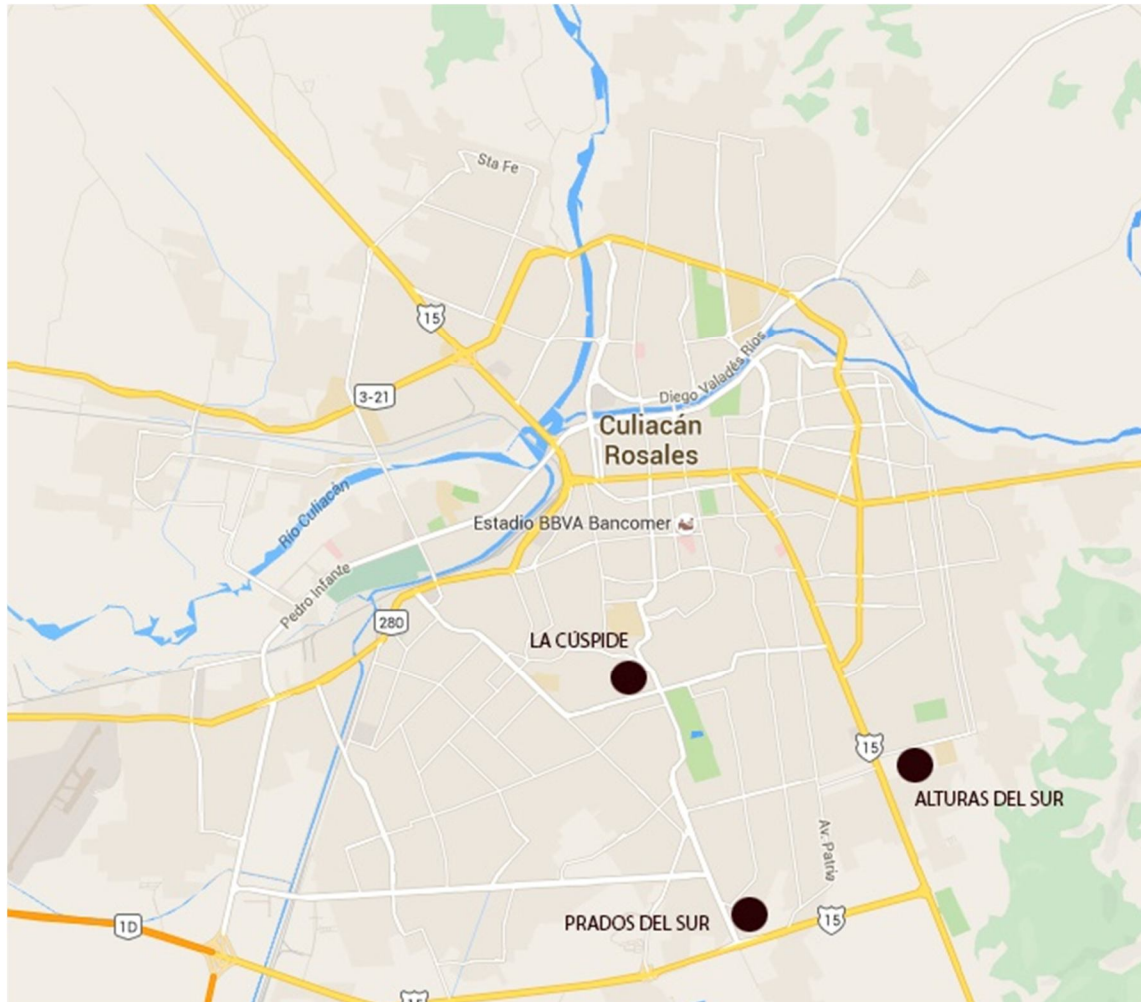 Sta Fe
15
3-21
Diego Valadés Ríos
Culiacán
Rosales
Río Culiacán
Estadio BBVA Bancomer
Pedro Infante
280
LA CÚSPIDE
15
ALTURAS DEL SUR
Av. Patria
PRADOS DEL SUR
15
1D
15